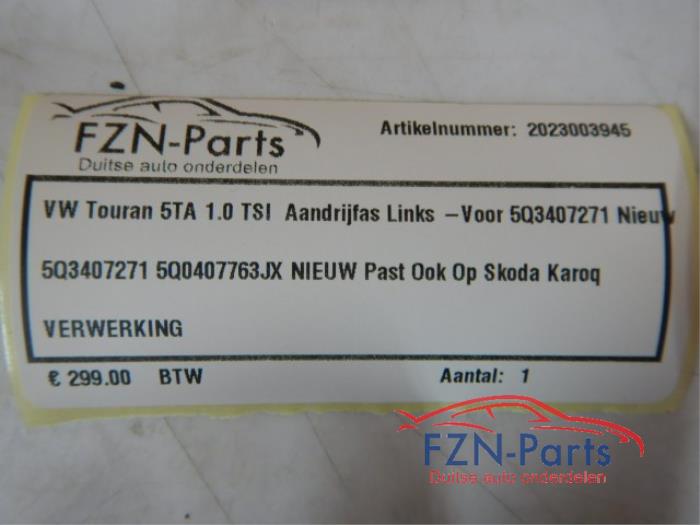 FZN-Parts
Duitse auto onderdelen
Artikelnummer: 2023003945
VW Touran 5TA 1.0 TSI Aandrijfas Links –Voor 5Q3407271 Nieuw
5Q3407271 5Q0407763JX NIEUW Past Ook Op Skoda Karoq
VERWERKING
€ 299.00 BTW
Aantal: 1
FZN-Parts
Duitse auto onderdelen